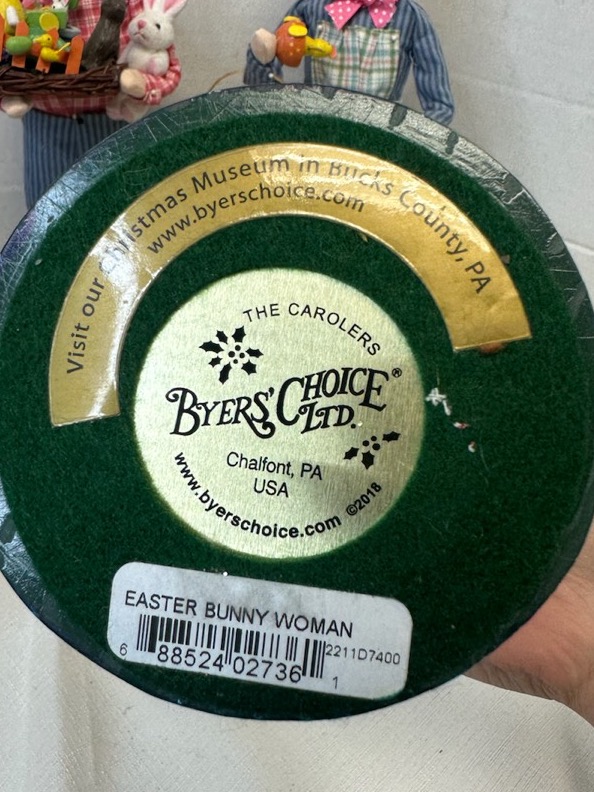 Visit our Christmas Museum in Bucks County, PA
www.byerschoice.com
THE CAROLERS
BYERS' CHOICE®
LTD.
Chalfont, PA
USA
www.byerschoice.com ©2018
EASTER BUNNY WOMAN
2211D7400
6 88524 02736 1